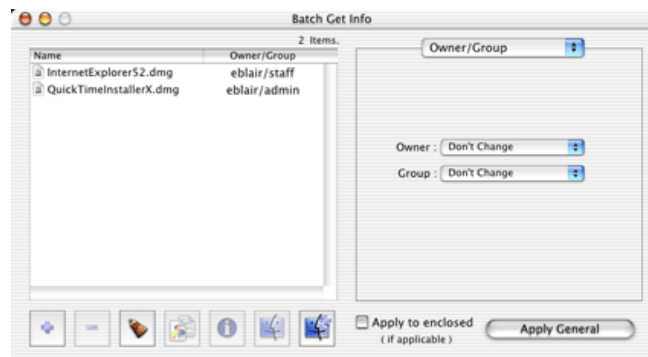 Batch Get Info
2 Items.
Name Owner/Group
InternetExplorer52.dmg eblair/staff
QuickTimeInstallerX.dmg eblair/admin
Owner/Group
Owner : Don't Change
Group : Don't Change
Apply to enclosed
( if applicable )
Apply General